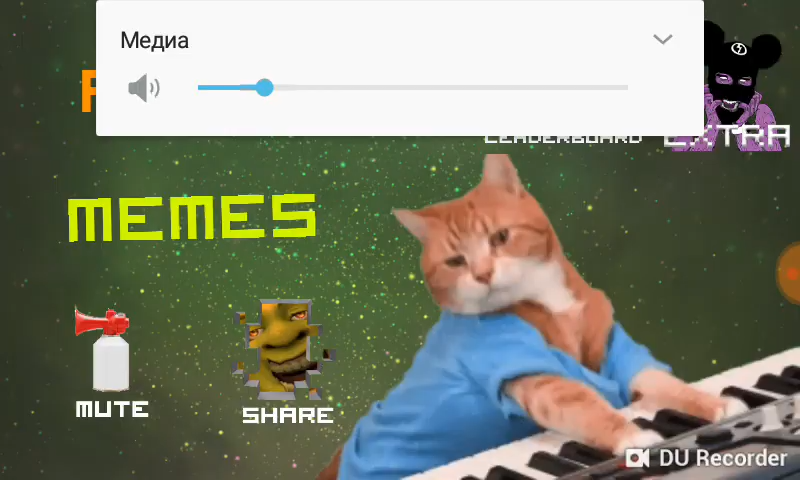 Медиа
LEADERBOARD
EXTRA
MEMES
MUTE
SHARE
DU Recorder